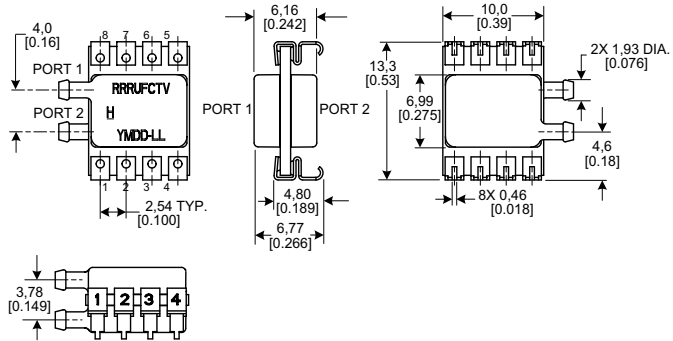 4,0
[0.16]
8 7 6 5
PORT 1
RRRUFCTV
PORT 2
H
YMDD-LL
1 2 3 4
2,54 TYP.
[0.100]
6,16
[0.242]
PORT 1
PORT 2
4,80
[0.189]
6,77
[0.266]
10,0
[0.39]
13,3
[0.53]
6,99
[0.275]
2X 1,93 DIA.
[0.076]
4,6
[0.18]
8X 0,46
[0.018]
3,78
[0.149]
1 2 3 4